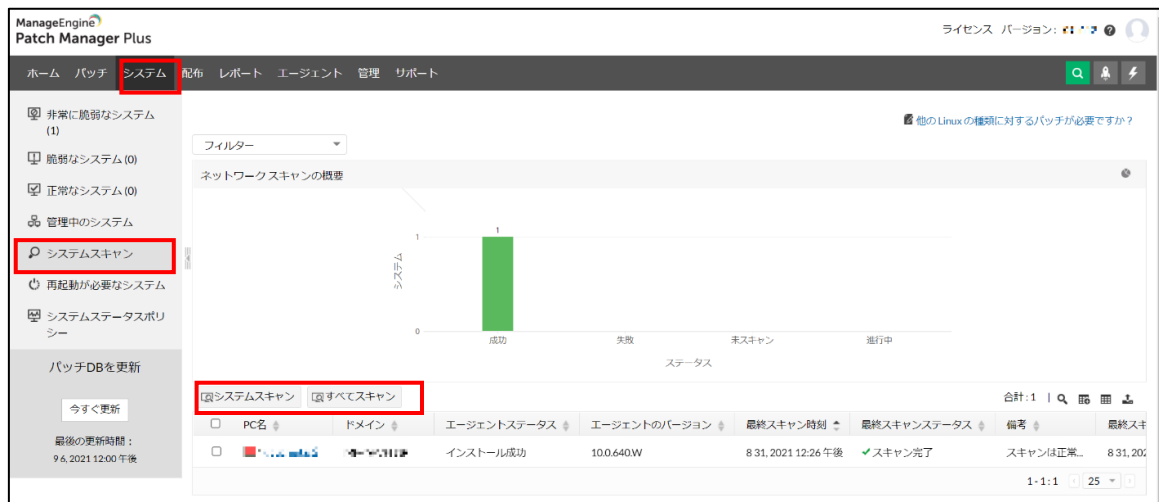 ManageEngine
Patch Manager Plus
ライセンス バージョン:
ホーム パッチ システム 配布 レポート エージェント 管理 サポート
非常に脆弱なシステム
(1)
脆弱なシステム (0)
正常なシステム (0)
管理中のシステム
システムスキャン
再起動が必要なシステム
システムステータスポリ
シー
パッチDBを更新
今すぐ更新
最後の更新時間:
9 6, 2021 12:00 午後
他の Linux の種類に対するパッチが必要ですか?
フィルター
ネットワークスキャンの概要
システム
1
0
1
成功 失敗 未スキャン 進行中
ステータス
システムスキャン すべてスキャン
合計: 1
PC名 ドメイン エージェントステータス エージェントのバージョン 最終スキャン時刻 最終スキャンステータス 備考 最終スキ
インストール成功 10.0.640.W 8 31, 2021 12:26 午後 スキャン完了 スキャンは正常... 8 31, 202
1 - 1 : 1 25